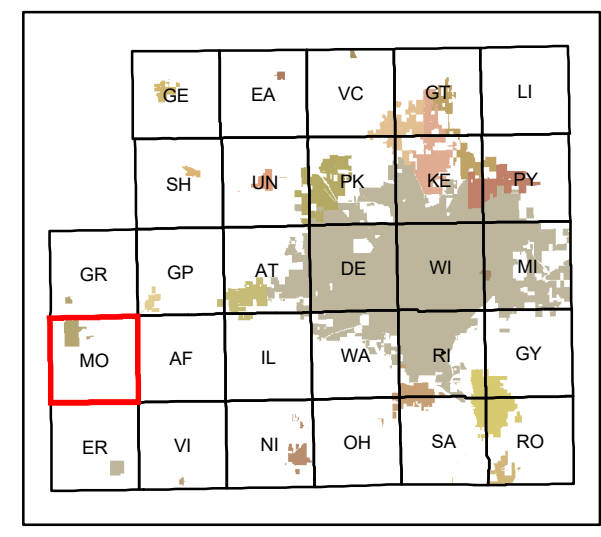 GE EA VC GT LI
SH UN PK KE PY
GR GP AT DE WI MI
MO AF IL WA RI GY
ER VI NI OH SA RO